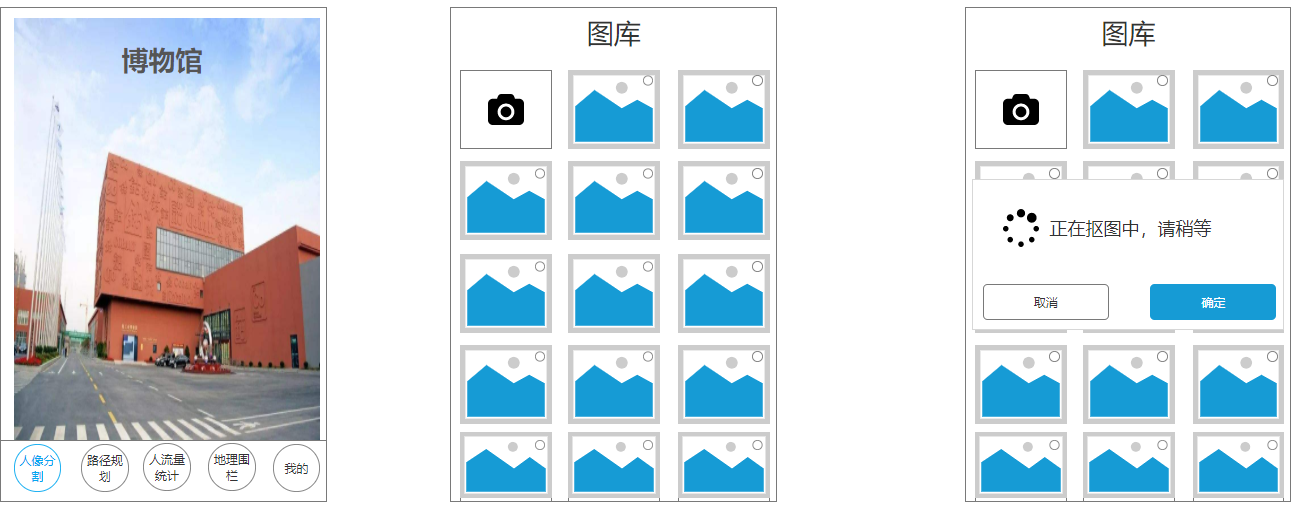 博物馆
人像分
割
路径规
划
人流量
统计
地理围
栏
我的
图库
图库
正在抠图中，请稍等
取消
确定